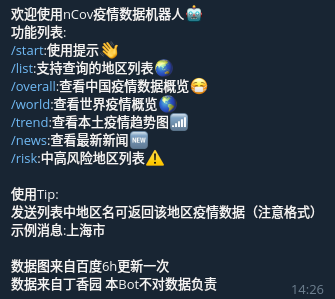 欢迎使用nCov疫情数据机器人🤖
功能列表:
/start:使用提示👋
/list:支持查询的地区列表🌏
/overall:查看中国疫情数据概览😷
/world:查看世界疫情概览🌎
/trend:查看本土疫情趋势图📶
/news:查看最新新闻🆕
/risk:中高风险地区列表⚠️
使用Tip:
发送列表中地区名可返回该地区疫情数据（注意格式）
示例消息:上海市
数据图来自百度6h更新一次
数据来自丁香园 本Bot不对数据负责
14:26